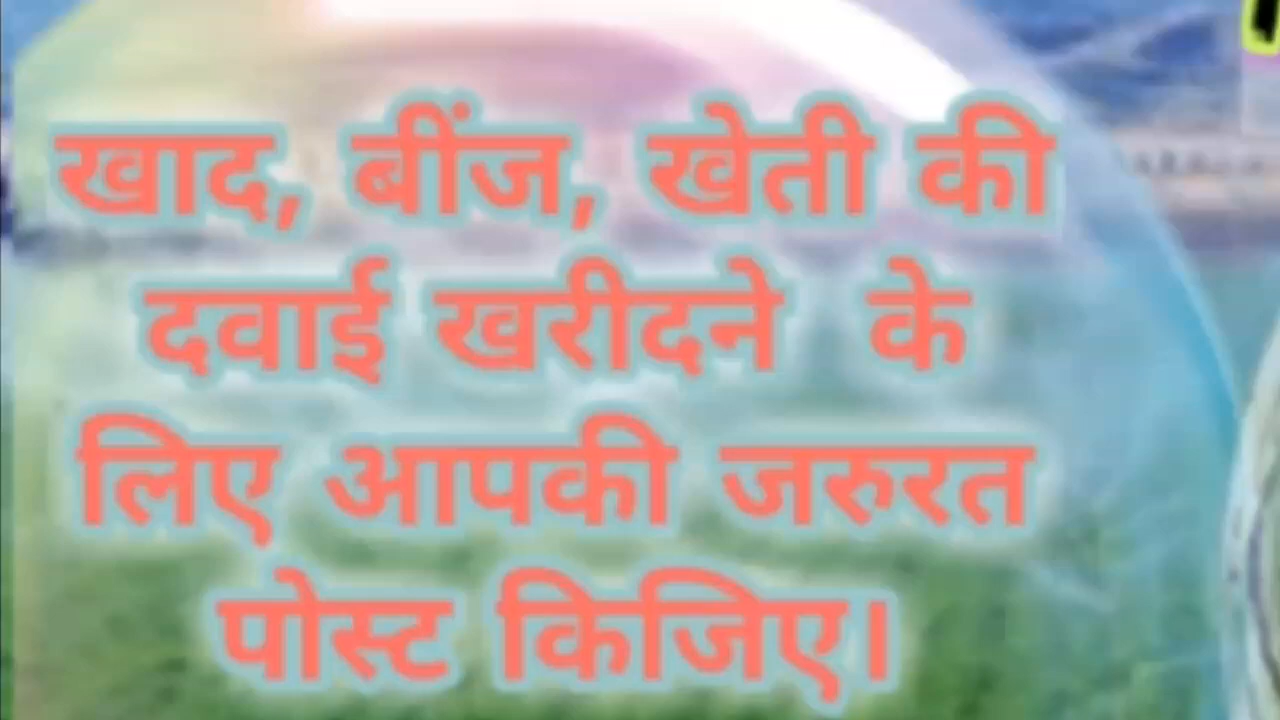 खाद, बींज, खेती की
दवाई खरीदने के
लिए आपकी जरुरत
पोस्ट किजिए।